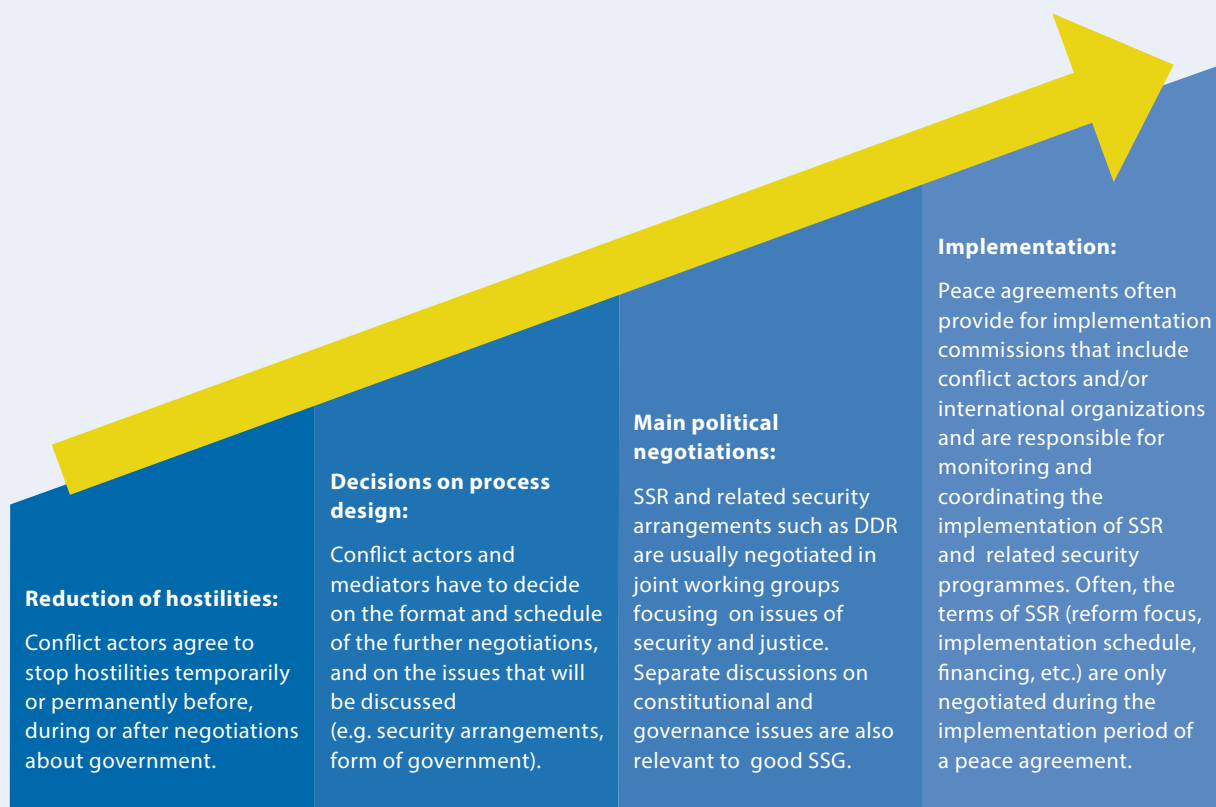 Reduction of hostilities:
Conflict actors agree to
stop hostilities temporarily
or permanently before,
during or after negotiations
about government.
Decisions on process
design:
Conflict actors and
mediators have to decide
on the format and schedule
of the further negotiations,
and on the issues that will
be discussed
(e.g. security arrangements,
form of government).
Main political
negotiations:
SSR and related security
arrangements such as DDR
are usually negotiated in
joint working groups
focusing on issues of
security and justice.
Separate discussions on
constitutional and
governance issues are also
relevant to good SSG.
Implementation:
Peace agreements often
provide for implementation
commissions that include
conflict actors and/or
international organizations
and are responsible for
monitoring and
coordinating the
implementation of SSR
and related security
programmes. Often, the
terms of SSR (reform focus,
implementation schedule,
financing, etc.) are only
negotiated during the
implementation period of
a peace agreement.